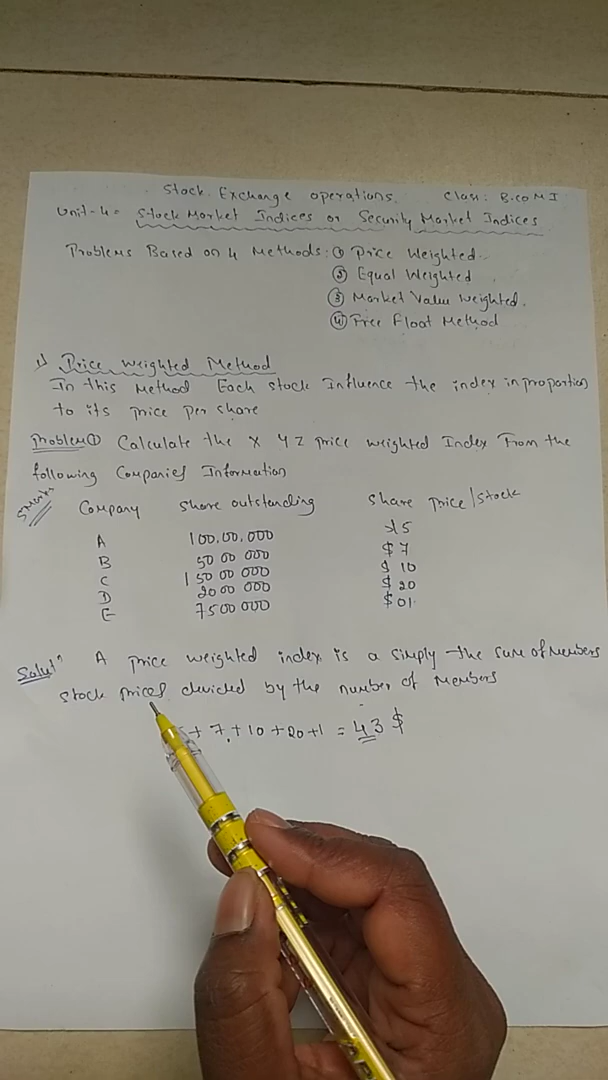 Stock Exchange operations. Class: B.com I
Unit-4= Stock Market Indices or Security Market Indices
Problems Based on 4 Methods: ① Price Weighted.
② Equal Weighted
③ Market Value Weighted.
④ Free Float Method
1) Price weighted Method
In this Method Each stock Influence the index in proportion
to its price per share
Problem① Calculate the X Y Z price weighted Index From the
following Companies Information
5marks
Company share outstanding share price/stock
A 100,00,000 $5
B 50 00 000 $7
C 150 00 000 $10
D 20 00 000 $20
E 75 00 000 $01
Solutn A price weighted index is a simply the sum of Members
stock prices devided by the number of Members
+ 7 + 10 + 20 + 1 = 43 $